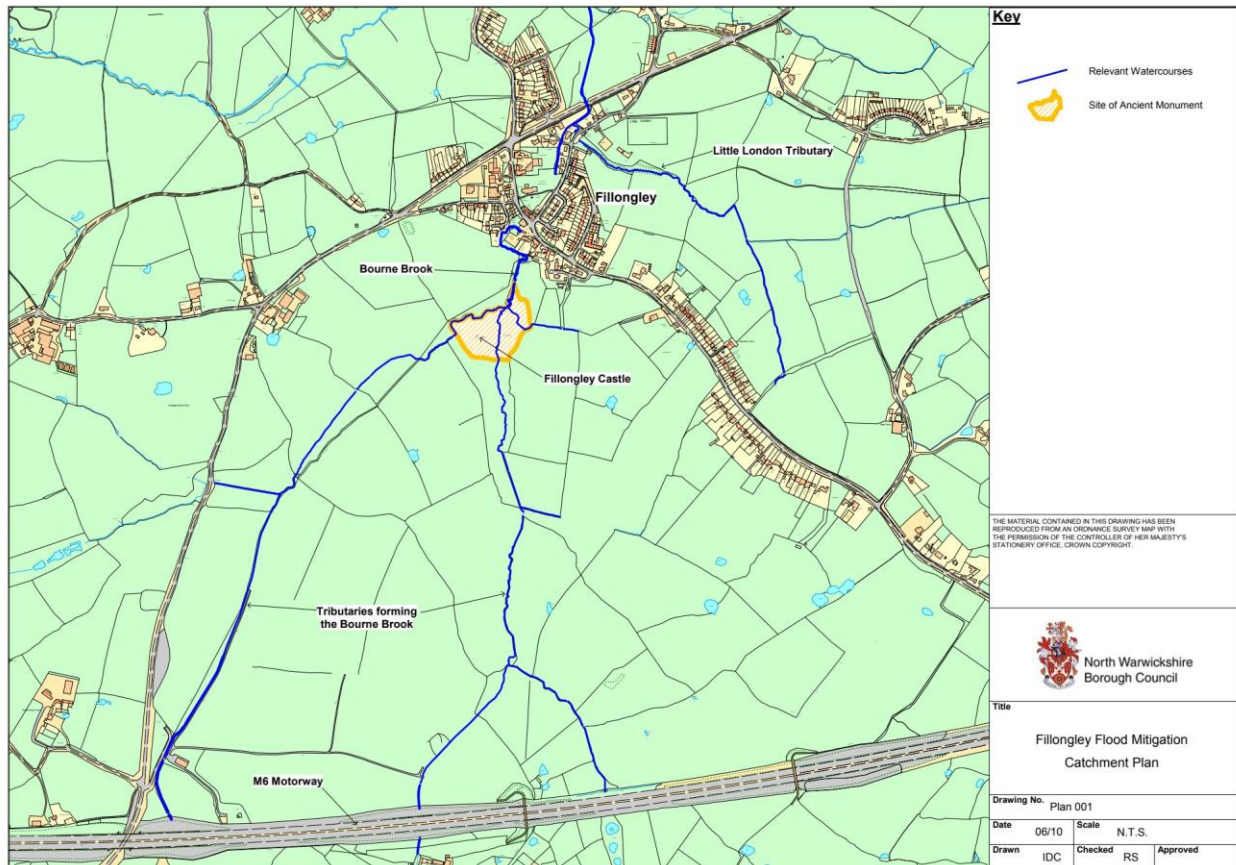 Little London Tributary
Fillongley
Bourne Brook
Fillongley Castle
Tributaries forming
the Bourne Brook
M6 Motorway
Key
Relevant Watercourses
Site of Ancient Monument
THE MATERIAL CONTAINED IN THIS DRAWING HAS BEEN
REPRODUCED FROM AN ORDNANCE SURVEY MAP WITH
THE PERMISSION OF THE CONTROLLER OF HER MAJESTY'S
STATIONERY OFFICE, CROWN COPYRIGHT.
North Warwickshire
Borough Council
Title
Fillongley Flood Mitigation
Catchment Plan
Drawing No. Plan 001
Date 06/10 Scale N.T.S.
Drawn IDC Checked RS Approved